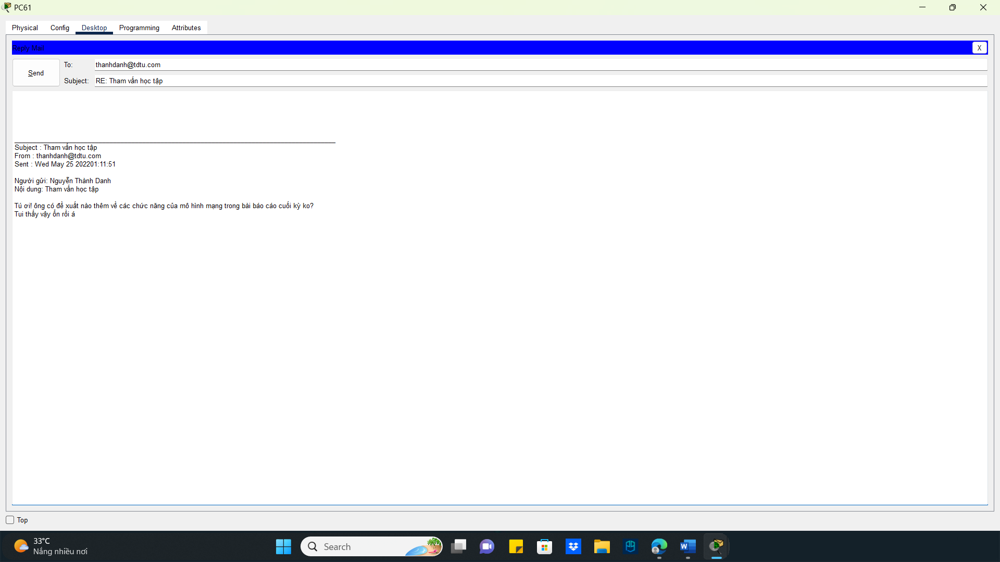 PC61
Physical Config Desktop Programming Attributes
Reply Mail
X
Send
To: thanhdanh@tdtu.com
Subject: RE: Tham vấn học tập
Subject : Tham vấn học tập
From : thanhdanh@tdtu.com
Sent : Wed May 25 202201:11:51
Người gửi: Nguyễn Thành Danh
Nội dung: Tham vấn học tập
Tú ơi! ông có đề xuất nào thêm về các chức năng của mô hình mạng trong bài báo cáo cuối kỳ ko?
Tui thấy vậy ổn rồi á
Top
33°C
Nắng nhiều nơi
Search
W